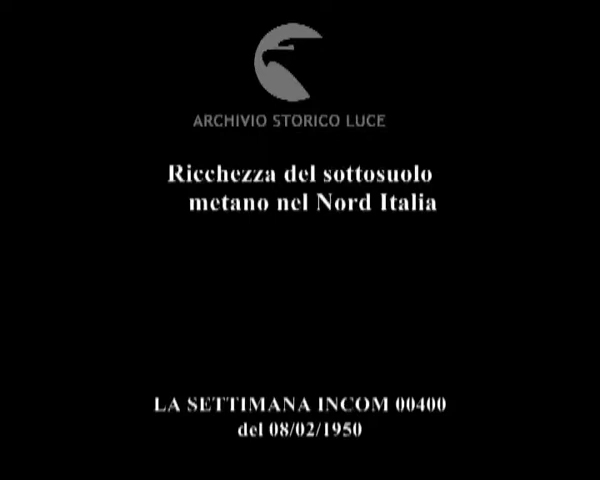 ARCHIVIO STORICO LUCE
Ricchezza del sottosuolo
metano nel Nord Italia
LA SETTIMANA INCOM 00400
del 08/02/1950